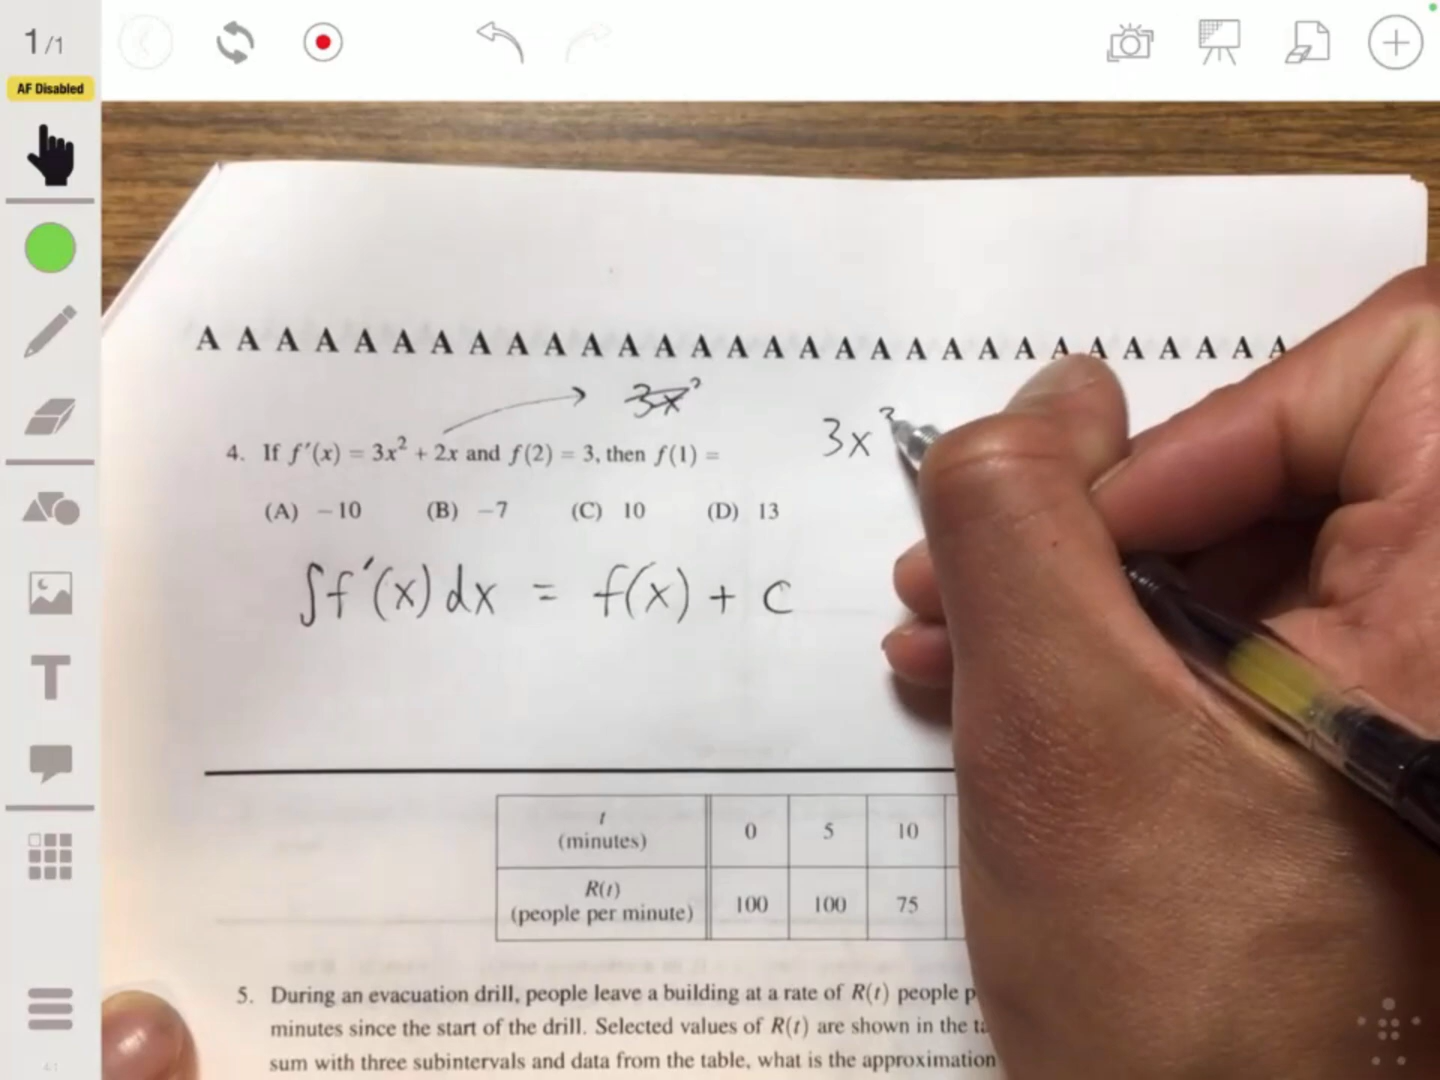 1/1
AF Disabled
A A A A A A A A A A A A A A A A A A A A A A A A A A A A A A
3x²
3x
4. If f′(x) = 3x² + 2x and f(2) = 3, then f(1) =
(A) −10 (B) −7 (C) 10 (D) 13
∫f′(x) dx = f(x) + C
t (minutes) 0 5 10
R(t) (people per minute) 100 100 75
5. During an evacuation drill, people leave a building at a rate of R(t) people
minutes since the start of the drill. Selected values of R(t) are shown in the
sum with three subintervals and data from the table, what is the approximation
T